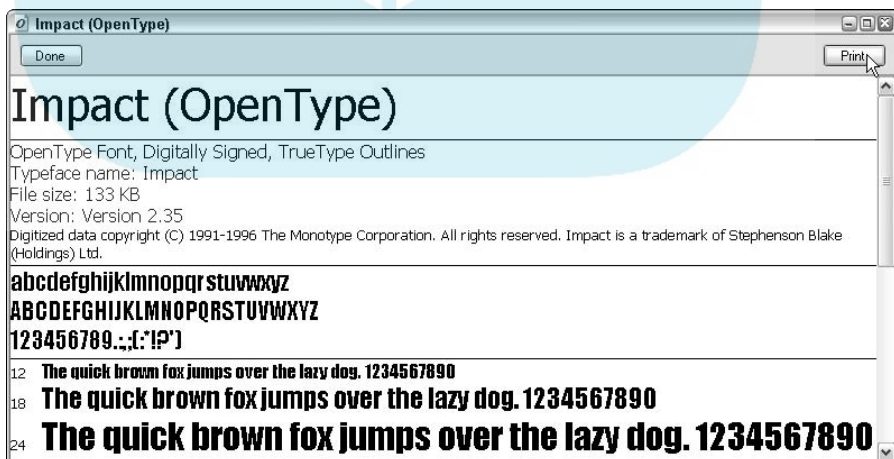 Impact (OpenType)
Done
Print
Impact (OpenType)
OpenType Font, Digitally Signed, TrueType Outlines
Typeface name: Impact
File size: 133 KB
Version: Version 2.35
Digitized data copyright (C) 1991-1996 The Monotype Corporation. All rights reserved. Impact is a trademark of Stephenson Blake
(Holdings) Ltd.
abcdefghijklmnopqrstuvwxyz
ABCDEFGHIJKLMNOPQRSTUVWXYZ
123456789.:,;(:*!?')
12 The quick brown fox jumps over the lazy dog. 1234567890
18 The quick brown fox jumps over the lazy dog. 1234567890
24 The quick brown fox jumps over the lazy dog. 1234567890